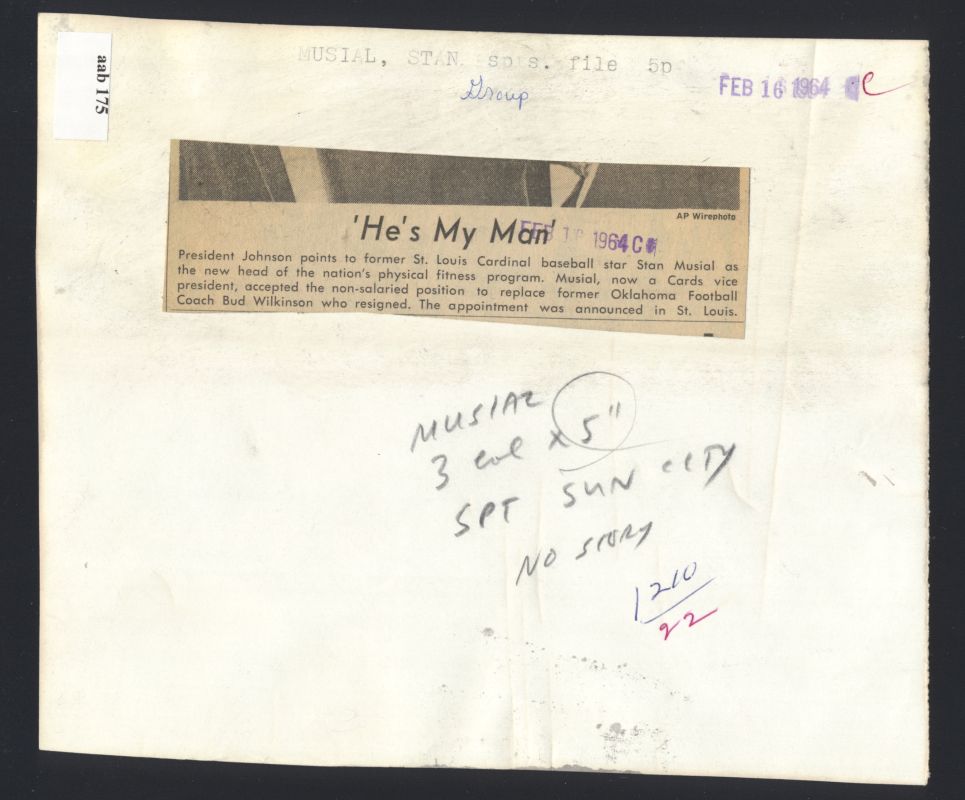 aab 175
MUSIAL, STAN spts. file 5p
Group
FEB 16 1964 C
AP Wirephoto
'He's My Man'
FEB 16 1964 C
President Johnson points to former St. Louis Cardinal baseball star Stan Musial as
the new head of the nation's physical fitness program. Musial, now a Cards vice
president, accepted the non-salaried position to replace former Oklahoma Football
Coach Bud Wilkinson who resigned. The appointment was announced in St. Louis.
MUSIAL
3 col x 5"
SPT SUN CITY
NO STORY
1210
22